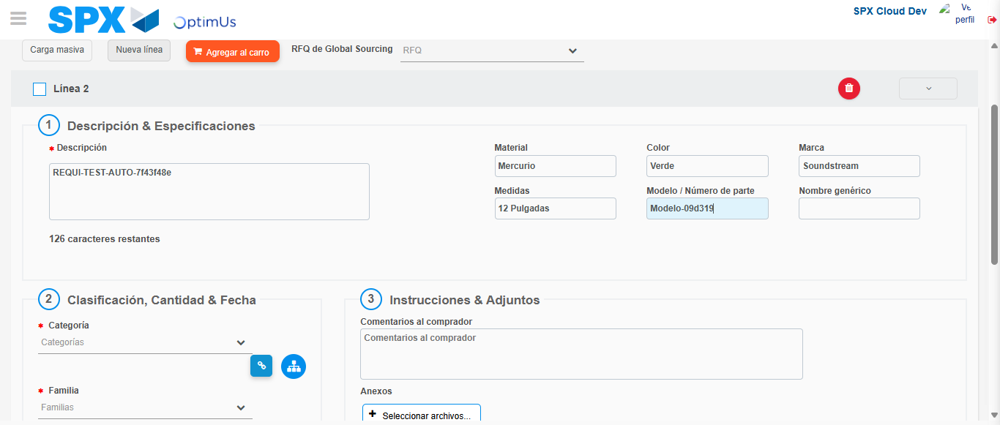 SPX
OptimUs
SPX Cloud Dev
Ve
perfil
Carga masiva
Nueva línea
Agregar al carro
RFQ de Global Sourcing
RFQ
Línea 2
1
Descripción & Especificaciones
* Descripción
REQUI-TEST-AUTO-7f43f48e
126 caracteres restantes
Material
Mercurio
Color
Verde
Marca
Soundstream
Medidas
12 Pulgadas
Modelo / Número de parte
Modelo-09d319
Nombre genérico
2
Clasificación, Cantidad & Fecha
* Categoría
Categorías
* Familia
Familias
3
Instrucciones & Adjuntos
Comentarios al comprador
Comentarios al comprador
Anexos
+ Seleccionar archivos...